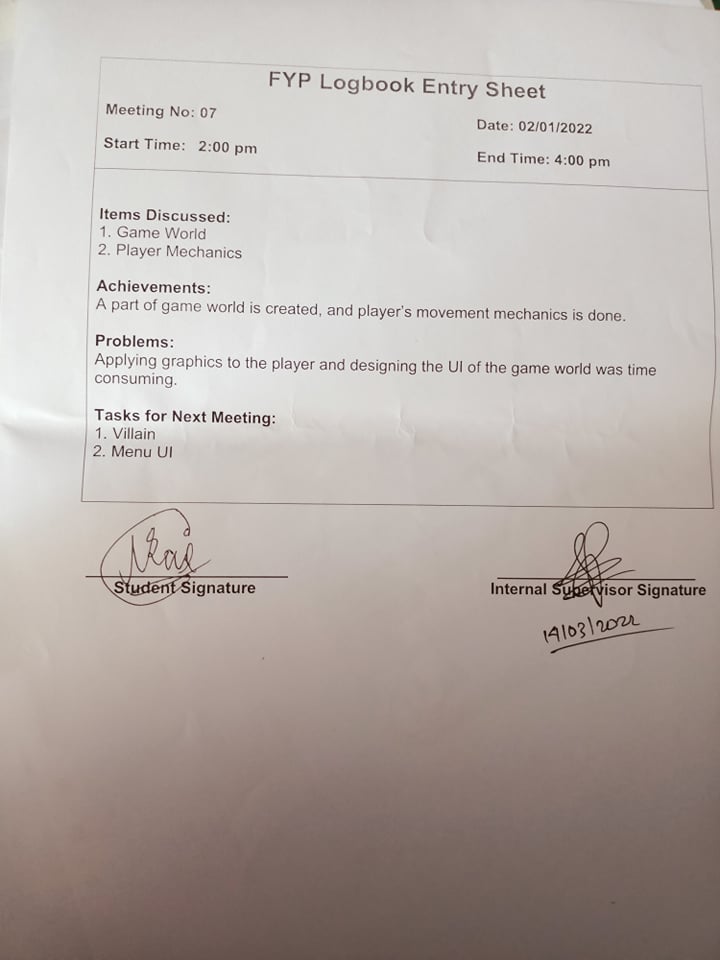 FYP Logbook Entry Sheet
Meeting No: 07
Date: 02/01/2022
Start Time: 2:00 pm
End Time: 4:00 pm
Items Discussed:
1. Game World
2. Player Mechanics
Achievements:
A part of game world is created, and player's movement mechanics is done.
Problems:
Applying graphics to the player and designing the UI of the game world was time
consuming.
Tasks for Next Meeting:
1. Villain
2. Menu UI
Student Signature
Internal Supervisor Signature
14/03/2022